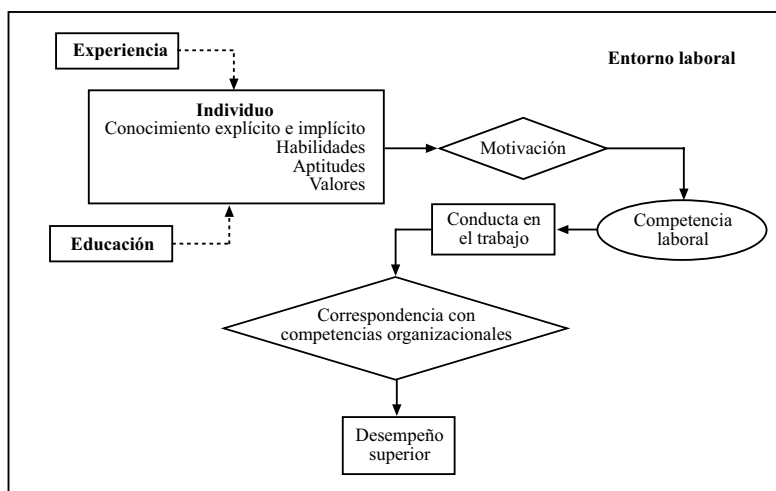 Experiencia
Entorno laboral
Individuo
Conocimiento explícito e implícito
Habilidades
Aptitudes
Valores
Motivación
Educación
Conducta en
el trabajo
Competencia
laboral
Correspondencia con
competencias organizacionales
Desempeño
superior